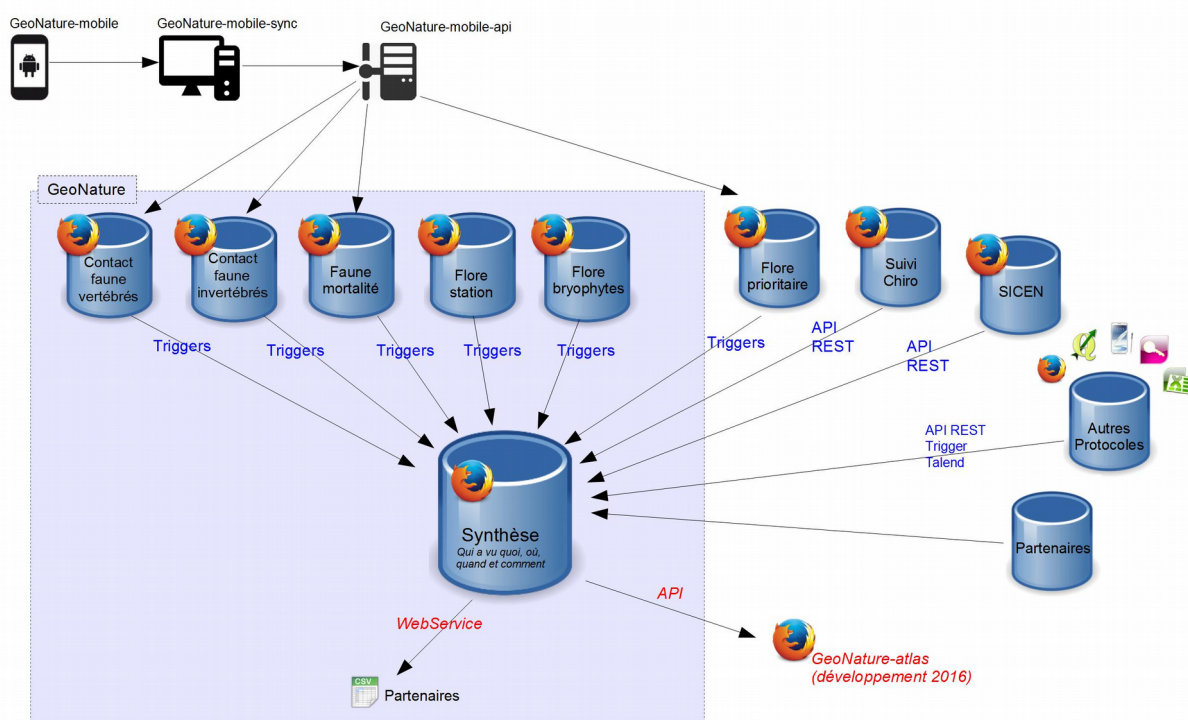 GeoNature-mobile
GeoNature-mobile-sync
GeoNature-mobile-api
GeoNature
Contact
faune
vertébrés
Contact
faune
invertébrés
Faune
mortalité
Flore
station
Flore
bryophytes
Flore
prioritaire
Suivi
Chiro
SICEN
Triggers
Triggers
Triggers
Triggers
Triggers
Triggers
API
REST
API
REST
Autres
Protocoles
API REST
Trigger
Talend
Partenaires
Synthèse
Qui a vu quoi, où,
quand et comment
WebService
API
CSV
Partenaires
GeoNature-atlas
(développement 2016)